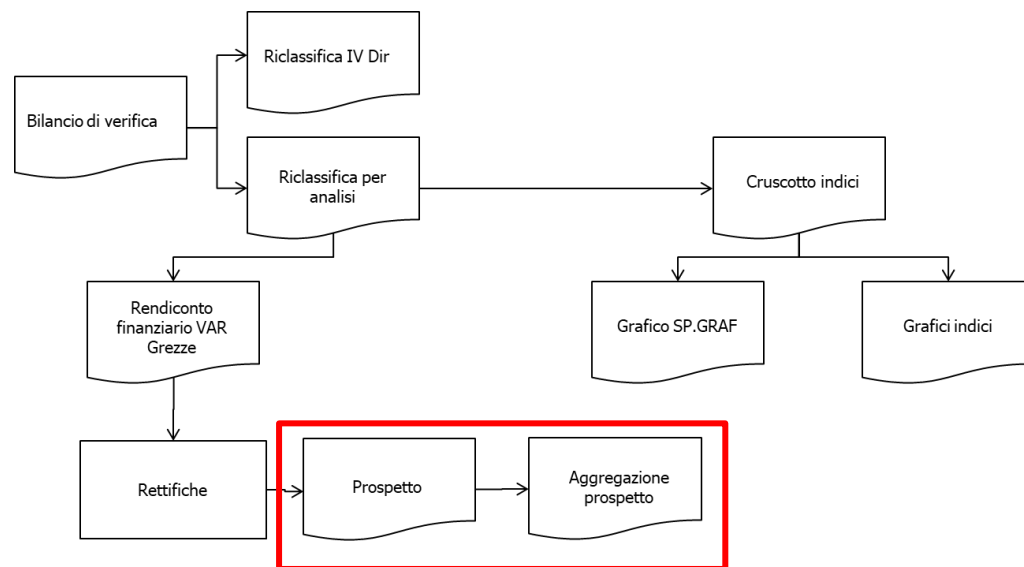 Riclassifica IV Dir
Bilancio di verifica
Riclassifica per
analisi
Cruscotto indici
Rendiconto
finanziario VAR
Grezze
Grafico SP.GRAF
Grafici indici
Rettifiche
Prospetto
Aggregazione
prospetto